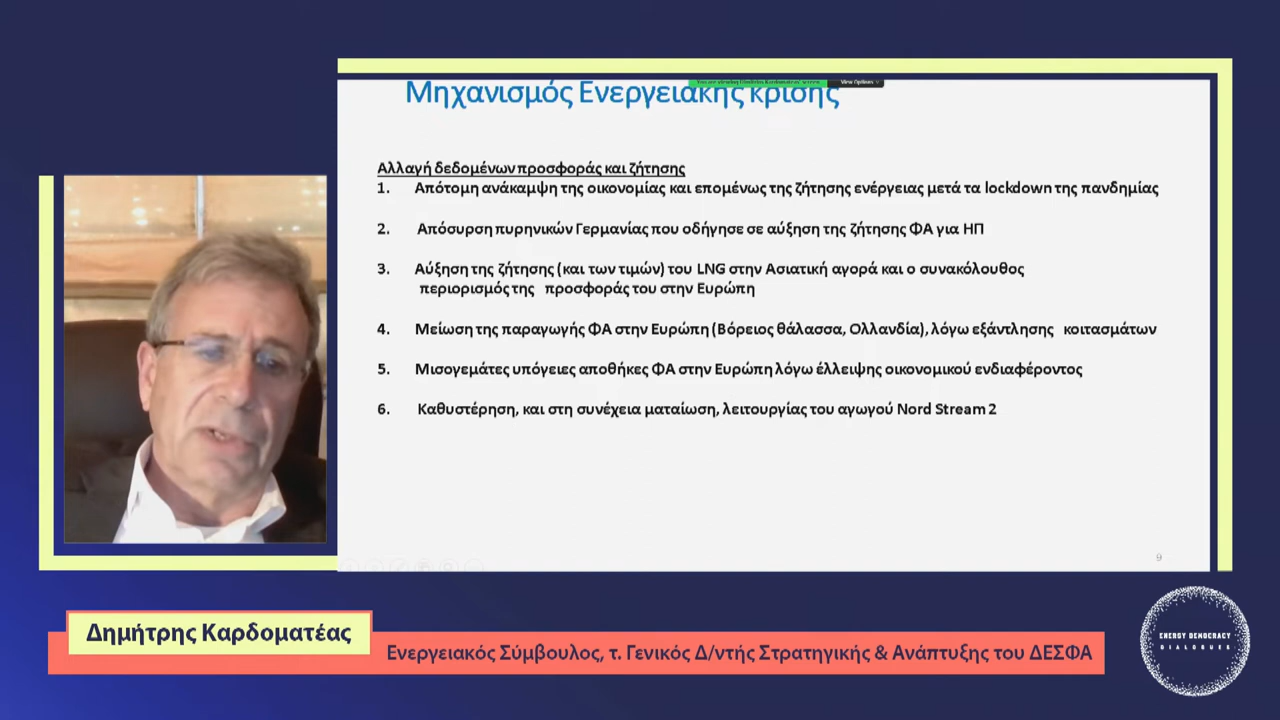 Μηχανισμός Ενεργειακής κρίσης
View Options
Αλλαγή δεδομένων προσφοράς και ζήτησης
1. Απότομη ανάκαμψη της οικονομίας και επομένως της ζήτησης ενέργειας μετά τα lockdown της πανδημίας
2. Απόσυρση πυρηνικών Γερμανίας που οδήγησε σε αύξηση της ζήτησης ΦΑ για ΗΠ
3. Αύξηση της ζήτησης (και των τιμών) του LNG στην Ασιατική αγορά και ο συνακόλουθος
περιορισμός της προσφοράς του στην Ευρώπη
4. Μείωση της παραγωγής ΦΑ στην Ευρώπη (Βόρειος θάλασσα, Ολλανδία), λόγω εξάντλησης κοιτασμάτων
5. Μισογεμάτες υπόγειες αποθήκες ΦΑ στην Ευρώπη λόγω έλλειψης οικονομικού ενδιαφέροντος
6. Καθυστέρηση, και στη συνέχεια ματαίωση, λειτουργίας του αγωγού Nord Stream 2
9
Δημήτρης Καρδοματέας
Ενεργειακός Σύμβουλος, τ. Γενικός Δ/ντής Στρατηγικής & Ανάπτυξης του ΔΕΣΦΑ
ENERGY DEMOCRACY
DIALOGUES